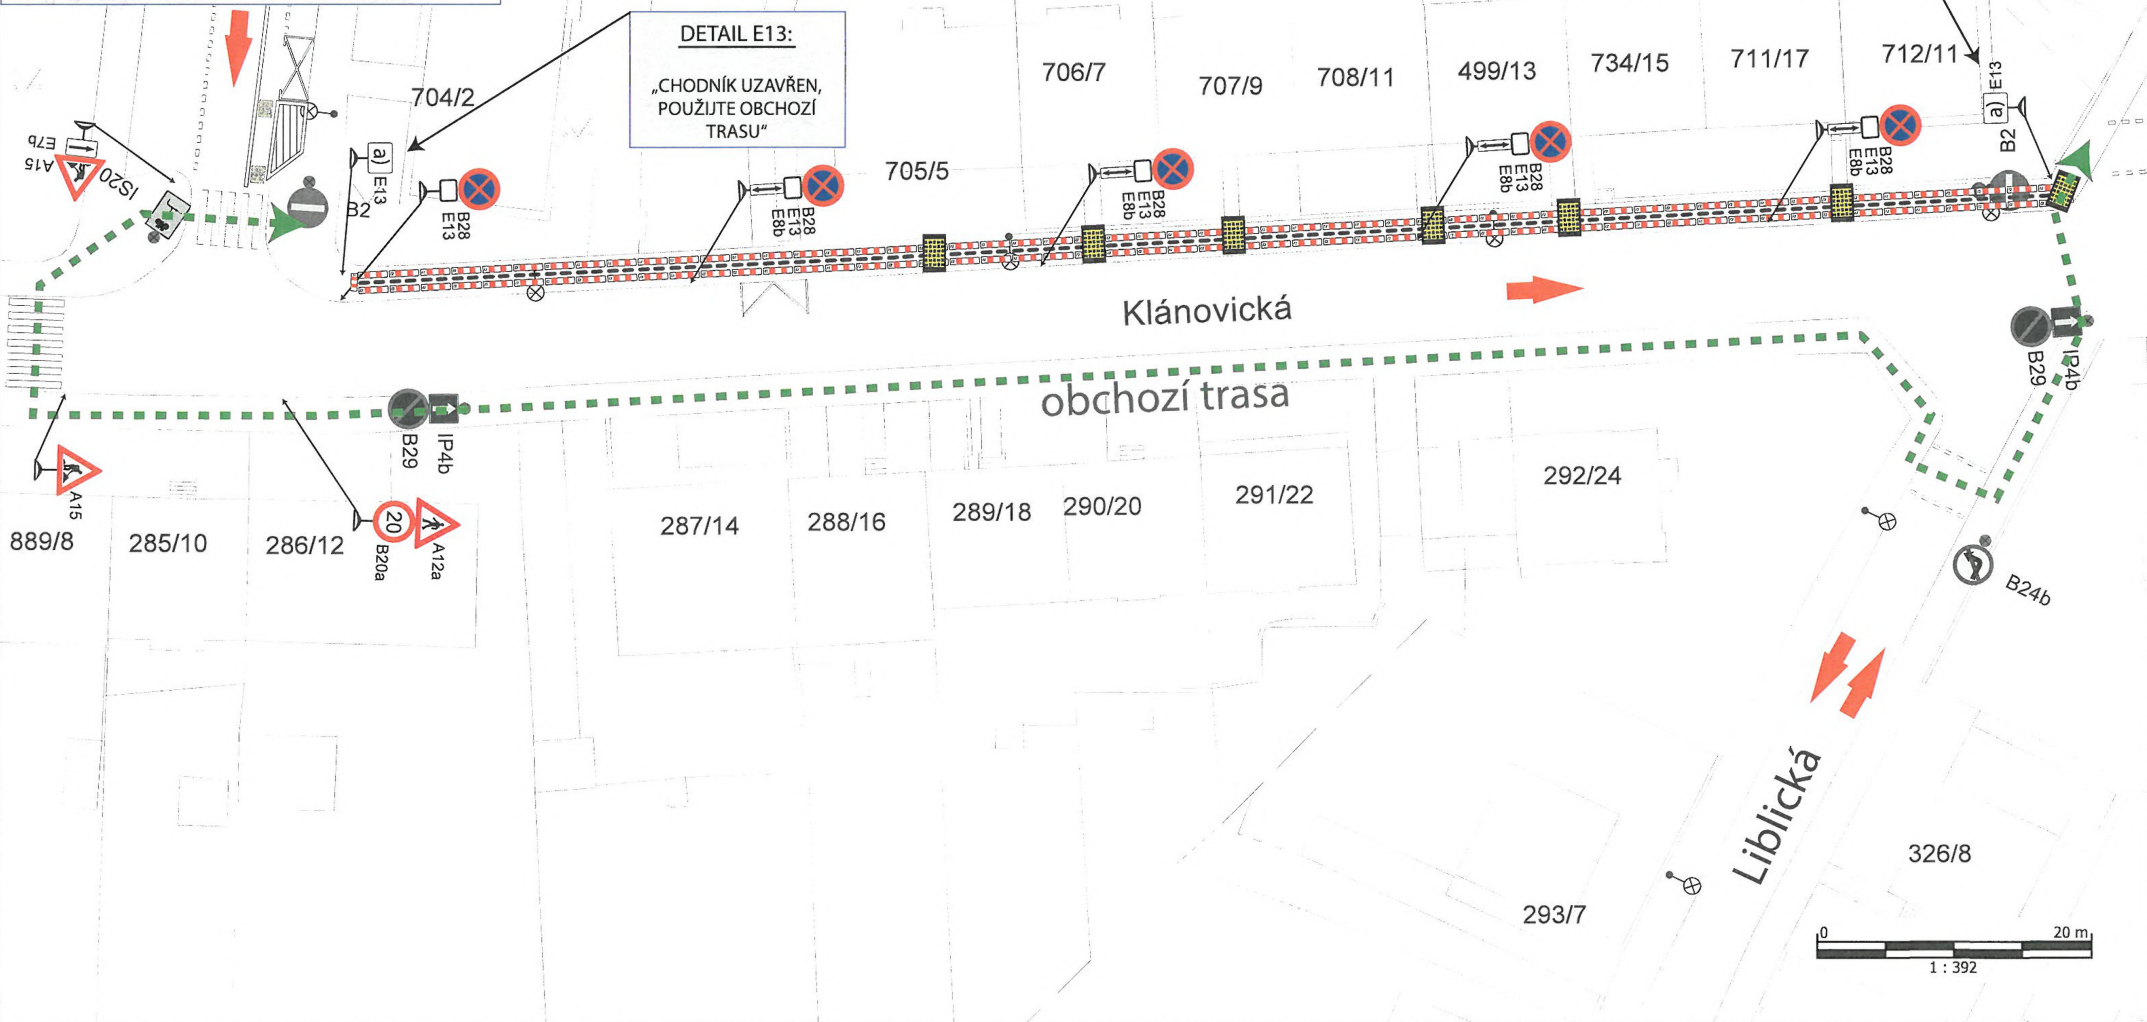 DETAIL E13:
„CHODNÍK UZAVŘEN,
POUŽIJTE OBCHOZÍ
TRASU“
704/2
705/5
706/7
707/9
708/11
499/13
734/15
711/17
712/11
E7b
A15
IS20
B2
a)
E13
B28
E13
B28
E13
E8b
B28
E13
E8b
B28
E13
E8b
B28
E13
E8b
a)
E13
B2
Klánovická
obchozí trasa
B29
IP4b
B29
IP4b
A15
20
B20a
A12a
889/8
285/10
286/12
287/14
288/16
289/18
290/20
291/22
292/24
B24b
Liblická
293/7
326/8
0
20 m
1 : 392